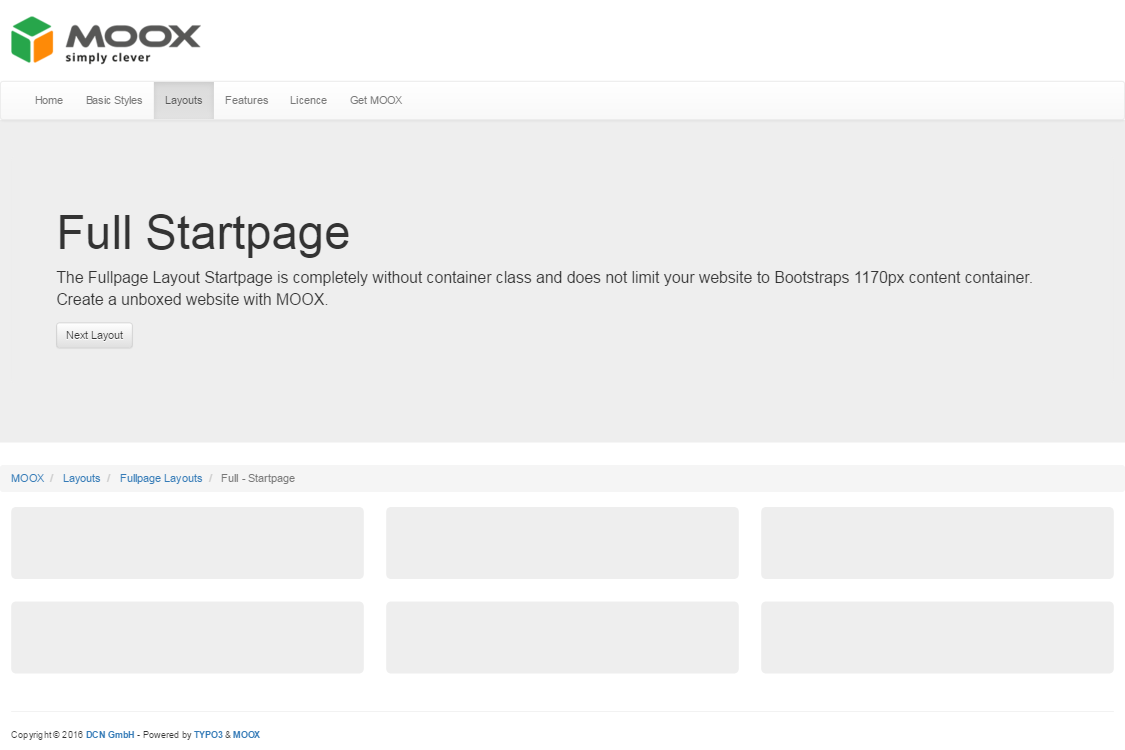 MOOX
simply clever
Home Basic Styles Layouts Features Licence Get MOOX
Full Startpage
The Fullpage Layout Startpage is completely without container class and does not limit your website to Bootstraps 1170px content container.
Create a unboxed website with MOOX.
Next Layout
MOOX / Layouts / Fullpage Layouts / Full - Startpage
Copyright © 2016 DCN GmbH - Powered by TYPO3 & MOOX